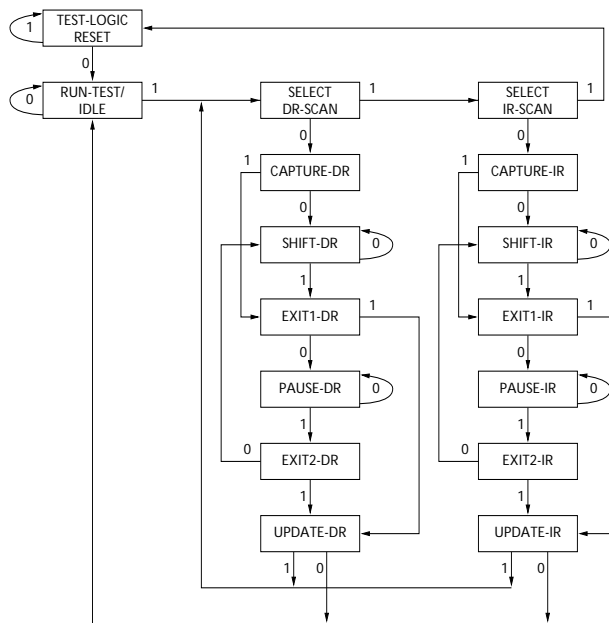 TEST-LOGIC
RESET
1
0
RUN-TEST/
IDLE
0
1
SELECT
DR-SCAN
1
SELECT
IR-SCAN
1
0
0
1
CAPTURE-DR
1
CAPTURE-IR
0
0
SHIFT-DR
0
SHIFT-IR
0
1
1
EXIT1-DR
1
EXIT1-IR
1
0
0
PAUSE-DR
0
PAUSE-IR
0
1
1
0
EXIT2-DR
0
EXIT2-IR
1
1
UPDATE-DR
UPDATE-IR
1
0
1
0